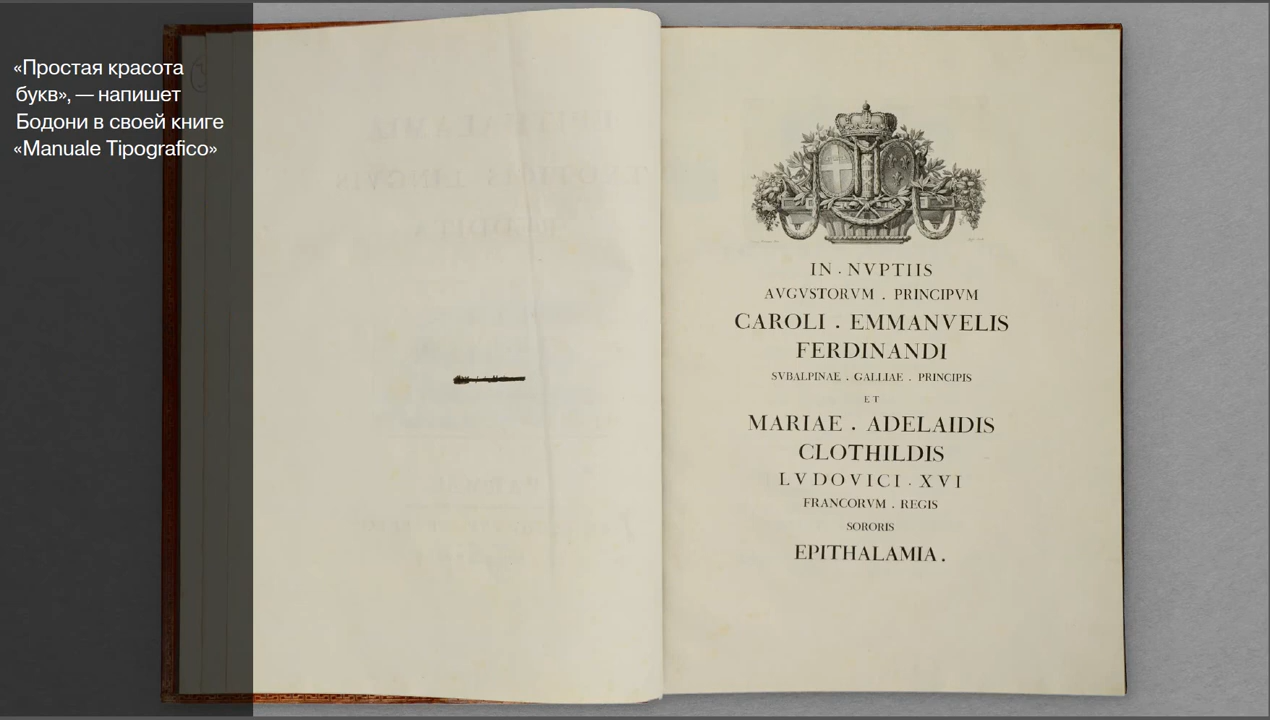 «Простая красота
букв», — напишет
Бодони в своей книге
«Manuale Tipografico»
IN . NVPTIIS
AVGVSTORVM . PRINCIPVM
CAROLI . EMMANVELIS
FERDINANDI
SVBALPINAE . GALLIAE . PRINCIPIS
ET
MARIAE . ADELAIDIS
CLOTHILDIS
LVDOVICI . XVI
FRANCORVM . REGIS
SORORIS
EPITHALAMIA .